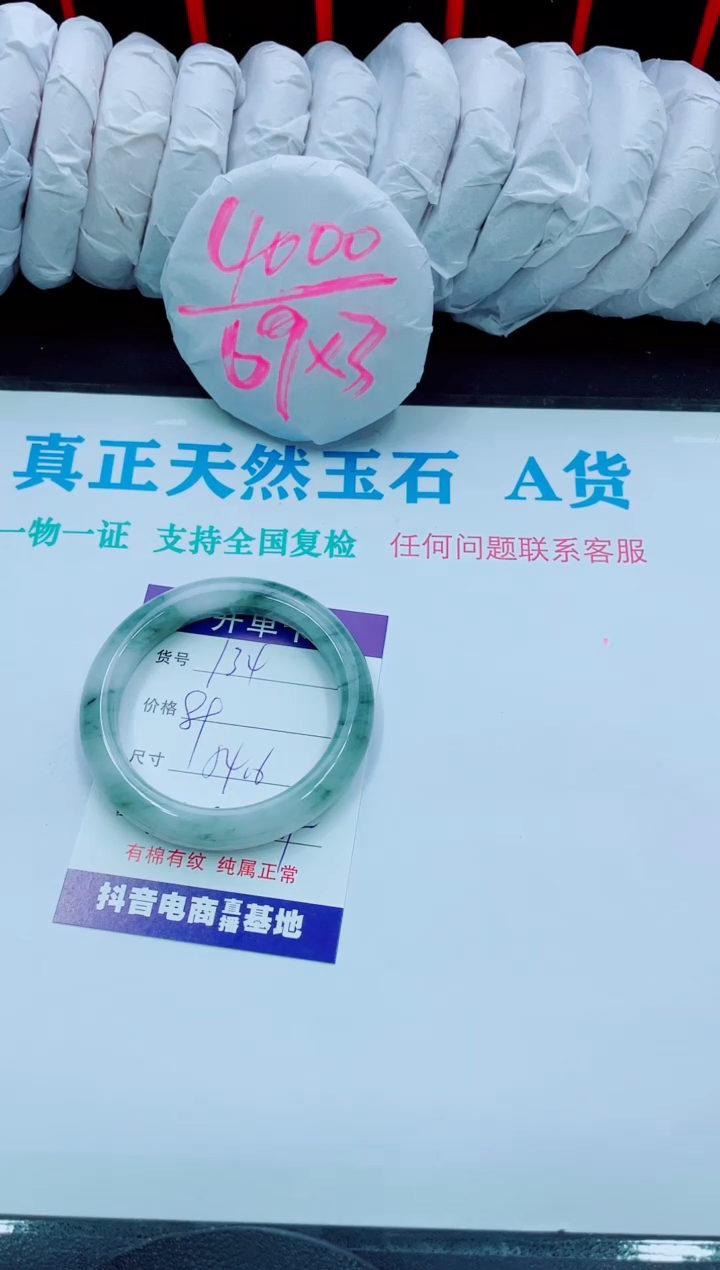 4000
69×3
真正天然玉石 A货
一物一证 支持全国复检 任何问题联系客服
开单卡
货号 134
价格
尺寸
有棉有纹 纯属正常
抖音电商直播基地